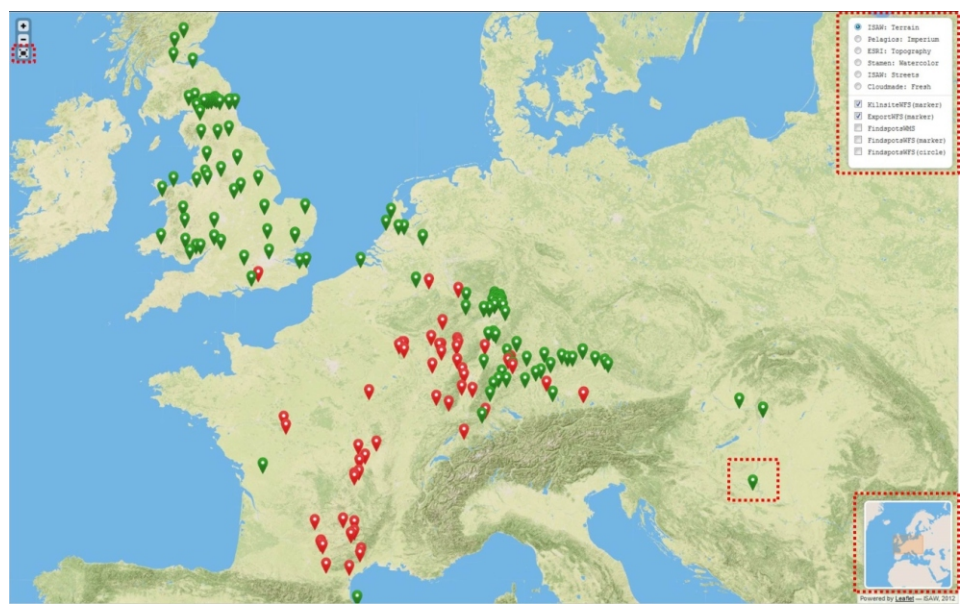 +
-
ISAW: Terrain
Pelagios: Imperium
ESRI: Topography
Stamen: Watercolor
ISAW: Streets
Cloudmade: Fresh
KilnsiteWFS(marker)
ExportWFS(marker)
FindspotsWMS
FindspotsWFS(marker)
FindspotsWFS(circle)
Powered by Leaflet — ISAW, 2012